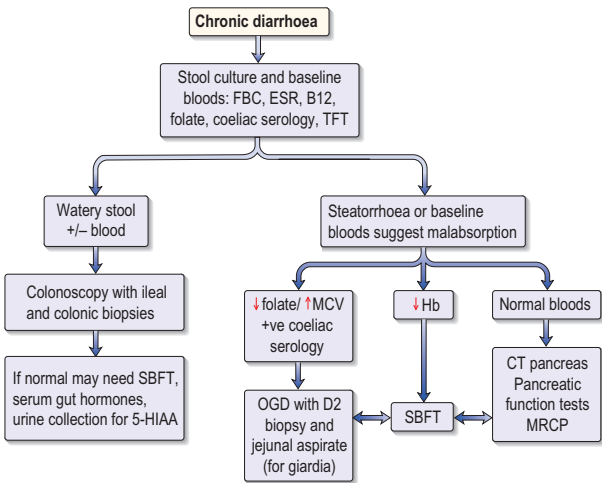 Chronic diarrhoea
Stool culture and baseline
bloods: FBC, ESR, B12,
folate, coeliac serology, TFT
Watery stool
+/– blood
Steatorrhoea or baseline
bloods suggest malabsorption
Colonoscopy with ileal
and colonic biopsies
↓folate/ ↑MCV
+ve coeliac
serology
↓Hb
Normal bloods
If normal may need SBFT,
serum gut hormones,
urine collection for 5-HIAA
OGD with D2
biopsy and
jejunal aspirate
(for giardia)
SBFT
CT pancreas
Pancreatic
function tests
MRCP